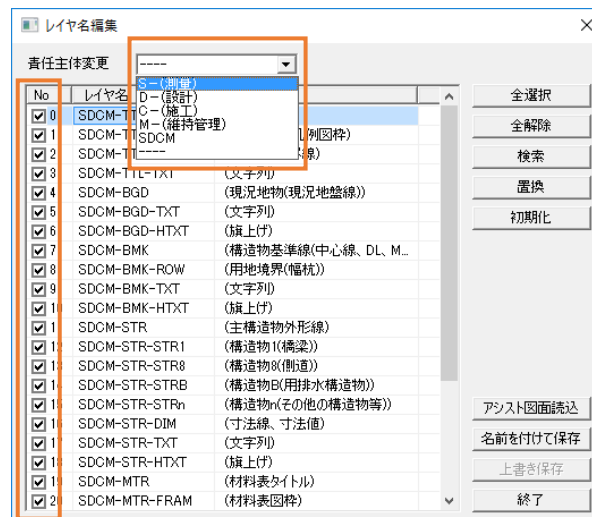 レイヤ名編集
責任主体変更 ----
S-(測量)
D-(設計)
C-(施工)
M-(維持管理)
SDCM
----
No レイヤ名
0 SDCM-TT
1 SDCM-TT 例図枠)
2 SDCM-TT 線)
3 SDCM-TTL-TXT (文字列)
4 SDCM-BGD (現況地物(現況地盤線))
5 SDCM-BGD-TXT (文字列)
6 SDCM-BGD-HTXT (旗上げ)
7 SDCM-BMK (構造物基準線(中心線、DL、M...
8 SDCM-BMK-ROW (用地境界(幅杭))
9 SDCM-BMK-TXT (文字列)
10 SDCM-BMK-HTXT (旗上げ)
1 SDCM-STR (主構造物外形線)
12 SDCM-STR-STR1 (構造物1(橋梁))
13 SDCM-STR-STR8 (構造物8(側道))
14 SDCM-STR-STRB (構造物B(用排水構造物))
15 SDCM-STR-STRn (構造物n(その他の構造物等))
16 SDCM-STR-DIM (寸法線、寸法値)
17 SDCM-STR-TXT (文字列)
18 SDCM-STR-HTXT (旗上げ)
19 SDCM-MTR (材料表タイトル)
20 SDCM-MTR-FRAM (材料表図枠)
全選択
全解除
検索
置換
初期化
アシスト図面読込
名前を付けて保存
上書き保存
終了